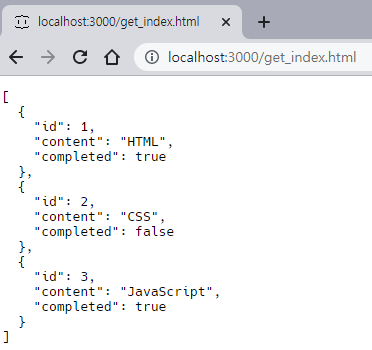 localhost:3000/get_index.html
localhost:3000/get_index.html
[
  {
    "id": 1,
    "content": "HTML",
    "completed": true
  },
  {
    "id": 2,
    "content": "CSS",
    "completed": false
  },
  {
    "id": 3,
    "content": "JavaScript",
    "completed": true
  }
]